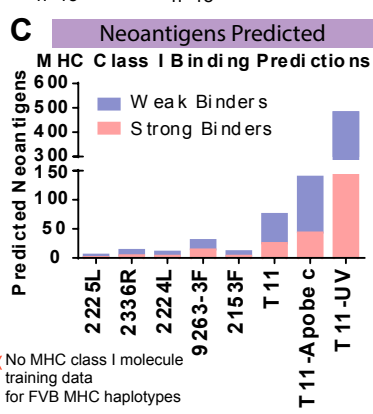 C
Neoantigens Predicted
MHC Class I Binding Predictions
Predicted Neoantigens
600
500
400
300
150
100
50
0
Weak Binders
Strong Binders
2225L
2336R
2224L
9263-3F
2153F
T11
T11-Apobec
T11-UV
No MHC class I molecule
training data
for FVB MHC haplotypes